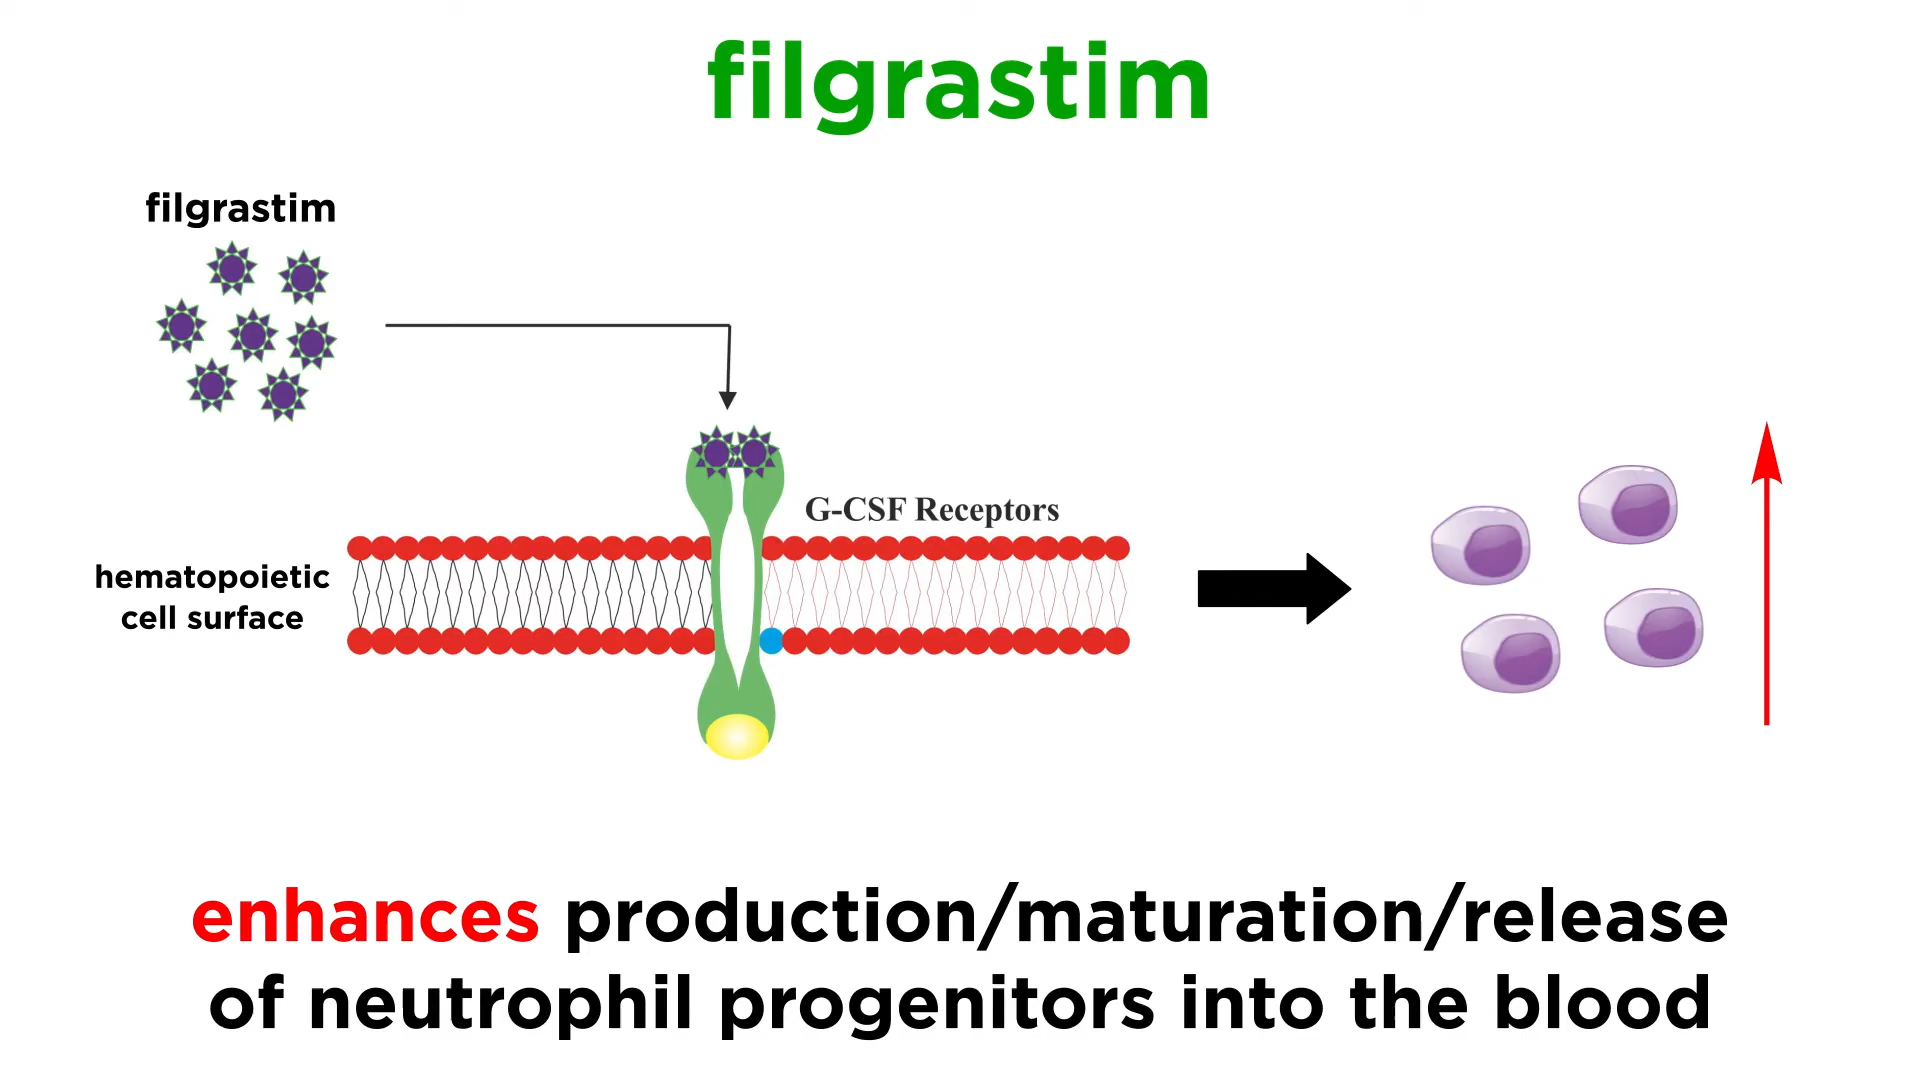 filgrastim
filgrastim
G-CSF Receptors
hematopoietic
cell surface
enhances production/maturation/release
of neutrophil progenitors into the blood